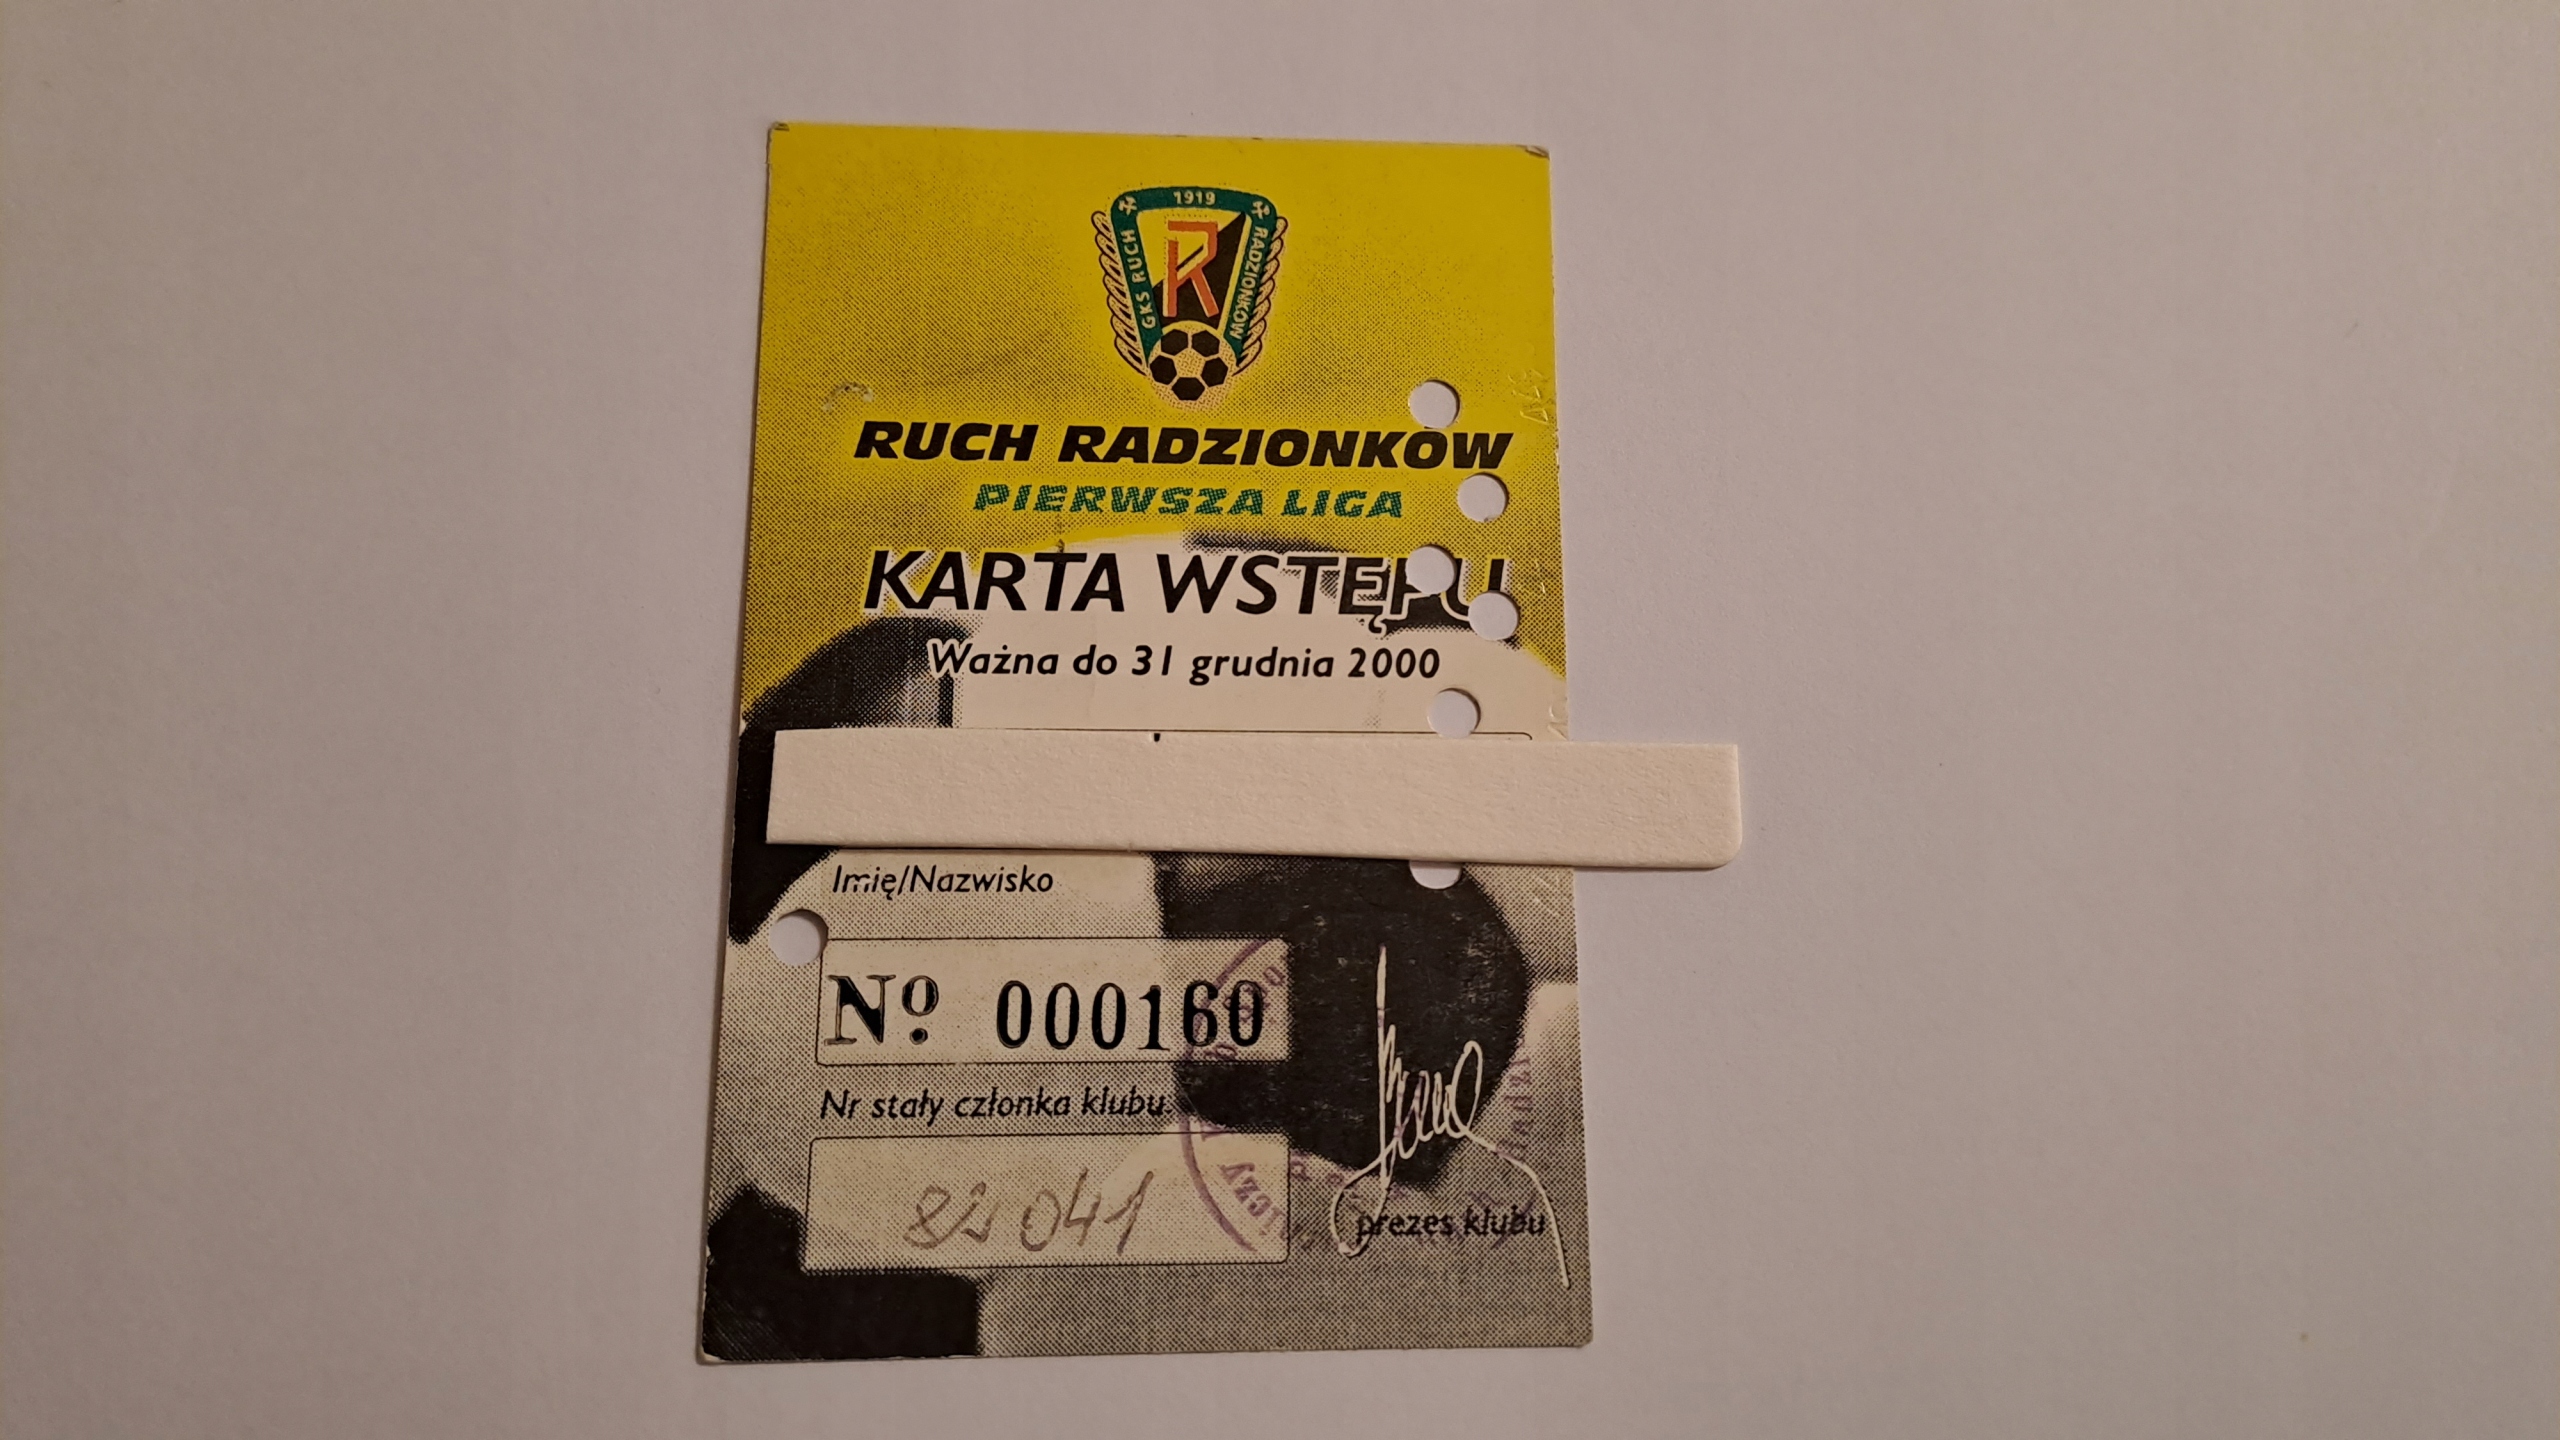 1919
GKS RUCH RADZIONKÓW
R
RUCH RADZIONKÓW
PIERWSZA LIGA
KARTA WSTĘPU
Ważna do 31 grudnia 2000
Imię/Nazwisko
No. 000160
Nr stały członka klubu.
82041
prezes klubu